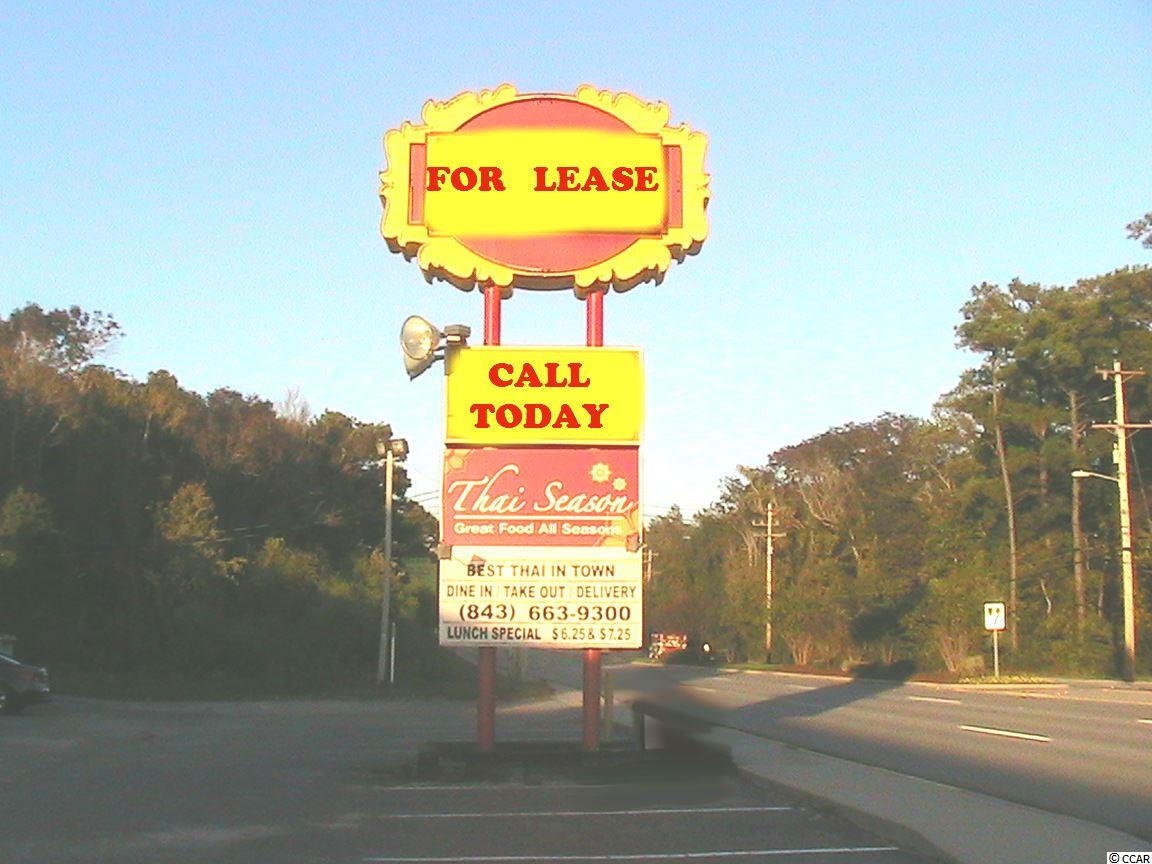 FOR LEASE
CALL
TODAY
Thai Season
Great Food All Seasons
BEST THAI IN TOWN
DINE IN / TAKE OUT / DELIVERY
(843) 663-9300
LUNCH SPECIAL $6.25 & $7.25
© CCAR